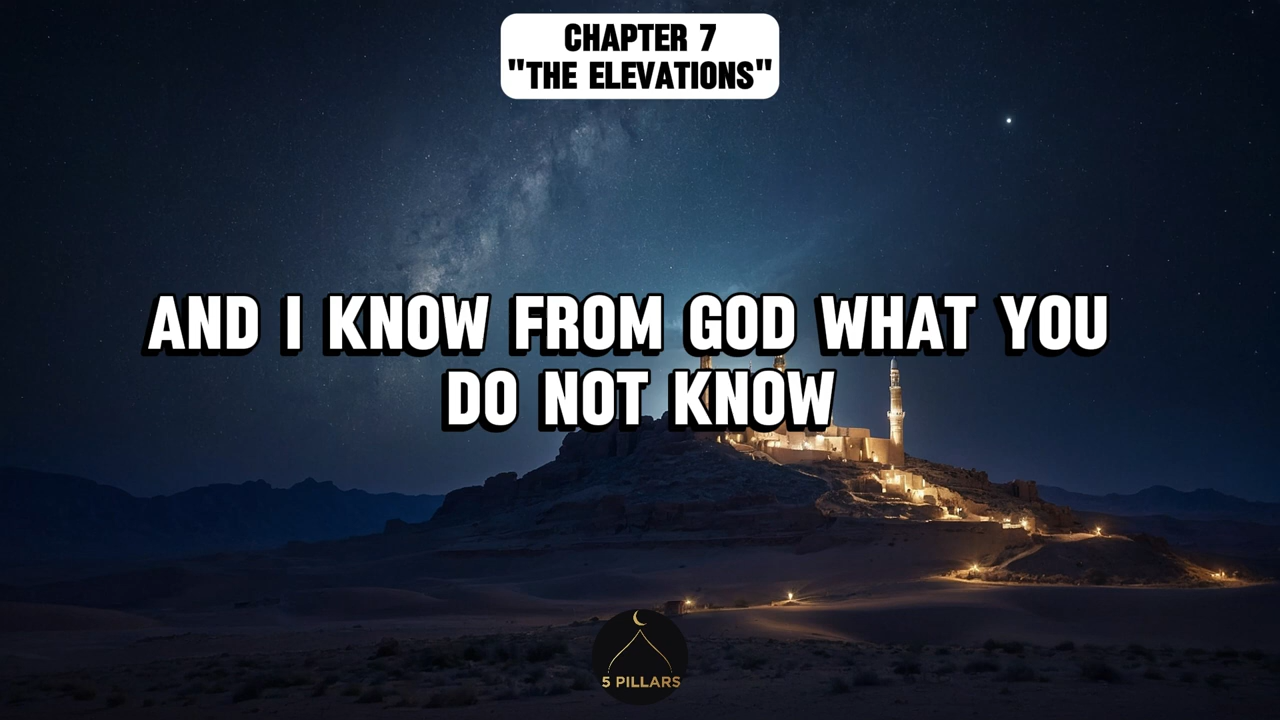 CHAPTER 7
"THE ELEVATIONS"
AND I KNOW FROM GOD WHAT YOU
DO NOT KNOW
5 PILLARS